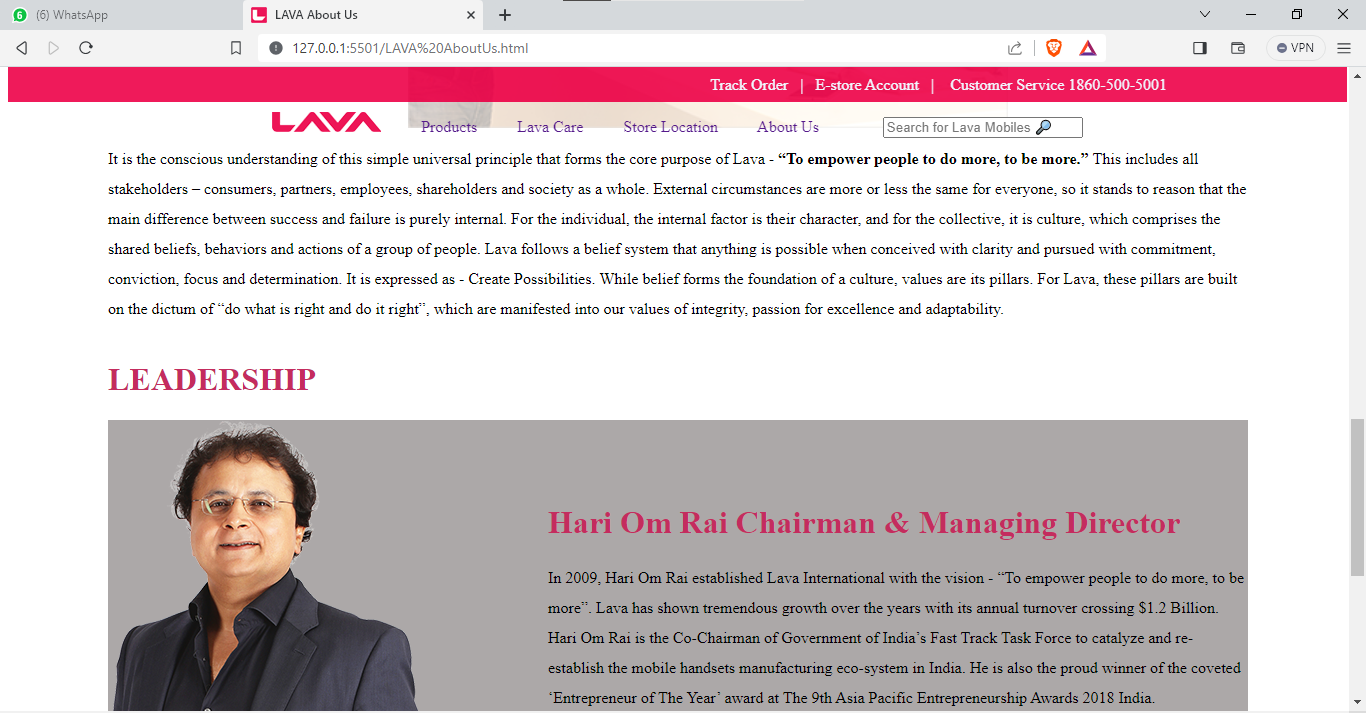 (6) WhatsApp
LAVA About Us
127.0.0.1:5501/LAVA%20AboutUs.html
VPN
Track Order | E-store Account | Customer Service 1860-500-5001
LAVA Products Lava Care Store Location About Us Search for Lava Mobiles
It is the conscious understanding of this simple universal principle that forms the core purpose of Lava - “To empower people to do more, to be more.” This includes all
stakeholders – consumers, partners, employees, shareholders and society as a whole. External circumstances are more or less the same for everyone, so it stands to reason that the
main difference between success and failure is purely internal. For the individual, the internal factor is their character, and for the collective, it is culture, which comprises the
shared beliefs, behaviors and actions of a group of people. Lava follows a belief system that anything is possible when conceived with clarity and pursued with commitment,
conviction, focus and determination. It is expressed as - Create Possibilities. While belief forms the foundation of a culture, values are its pillars. For Lava, these pillars are built
on the dictum of “do what is right and do it right”, which are manifested into our values of integrity, passion for excellence and adaptability.
LEADERSHIP
Hari Om Rai Chairman & Managing Director
In 2009, Hari Om Rai established Lava International with the vision - “To empower people to do more, to be
more”. Lava has shown tremendous growth over the years with its annual turnover crossing $1.2 Billion.
Hari Om Rai is the Co-Chairman of Government of India’s Fast Track Task Force to catalyze and re-
establish the mobile handsets manufacturing eco-system in India. He is also the proud winner of the coveted
‘Entrepreneur of The Year’ award at The 9th Asia Pacific Entrepreneurship Awards 2018 India.